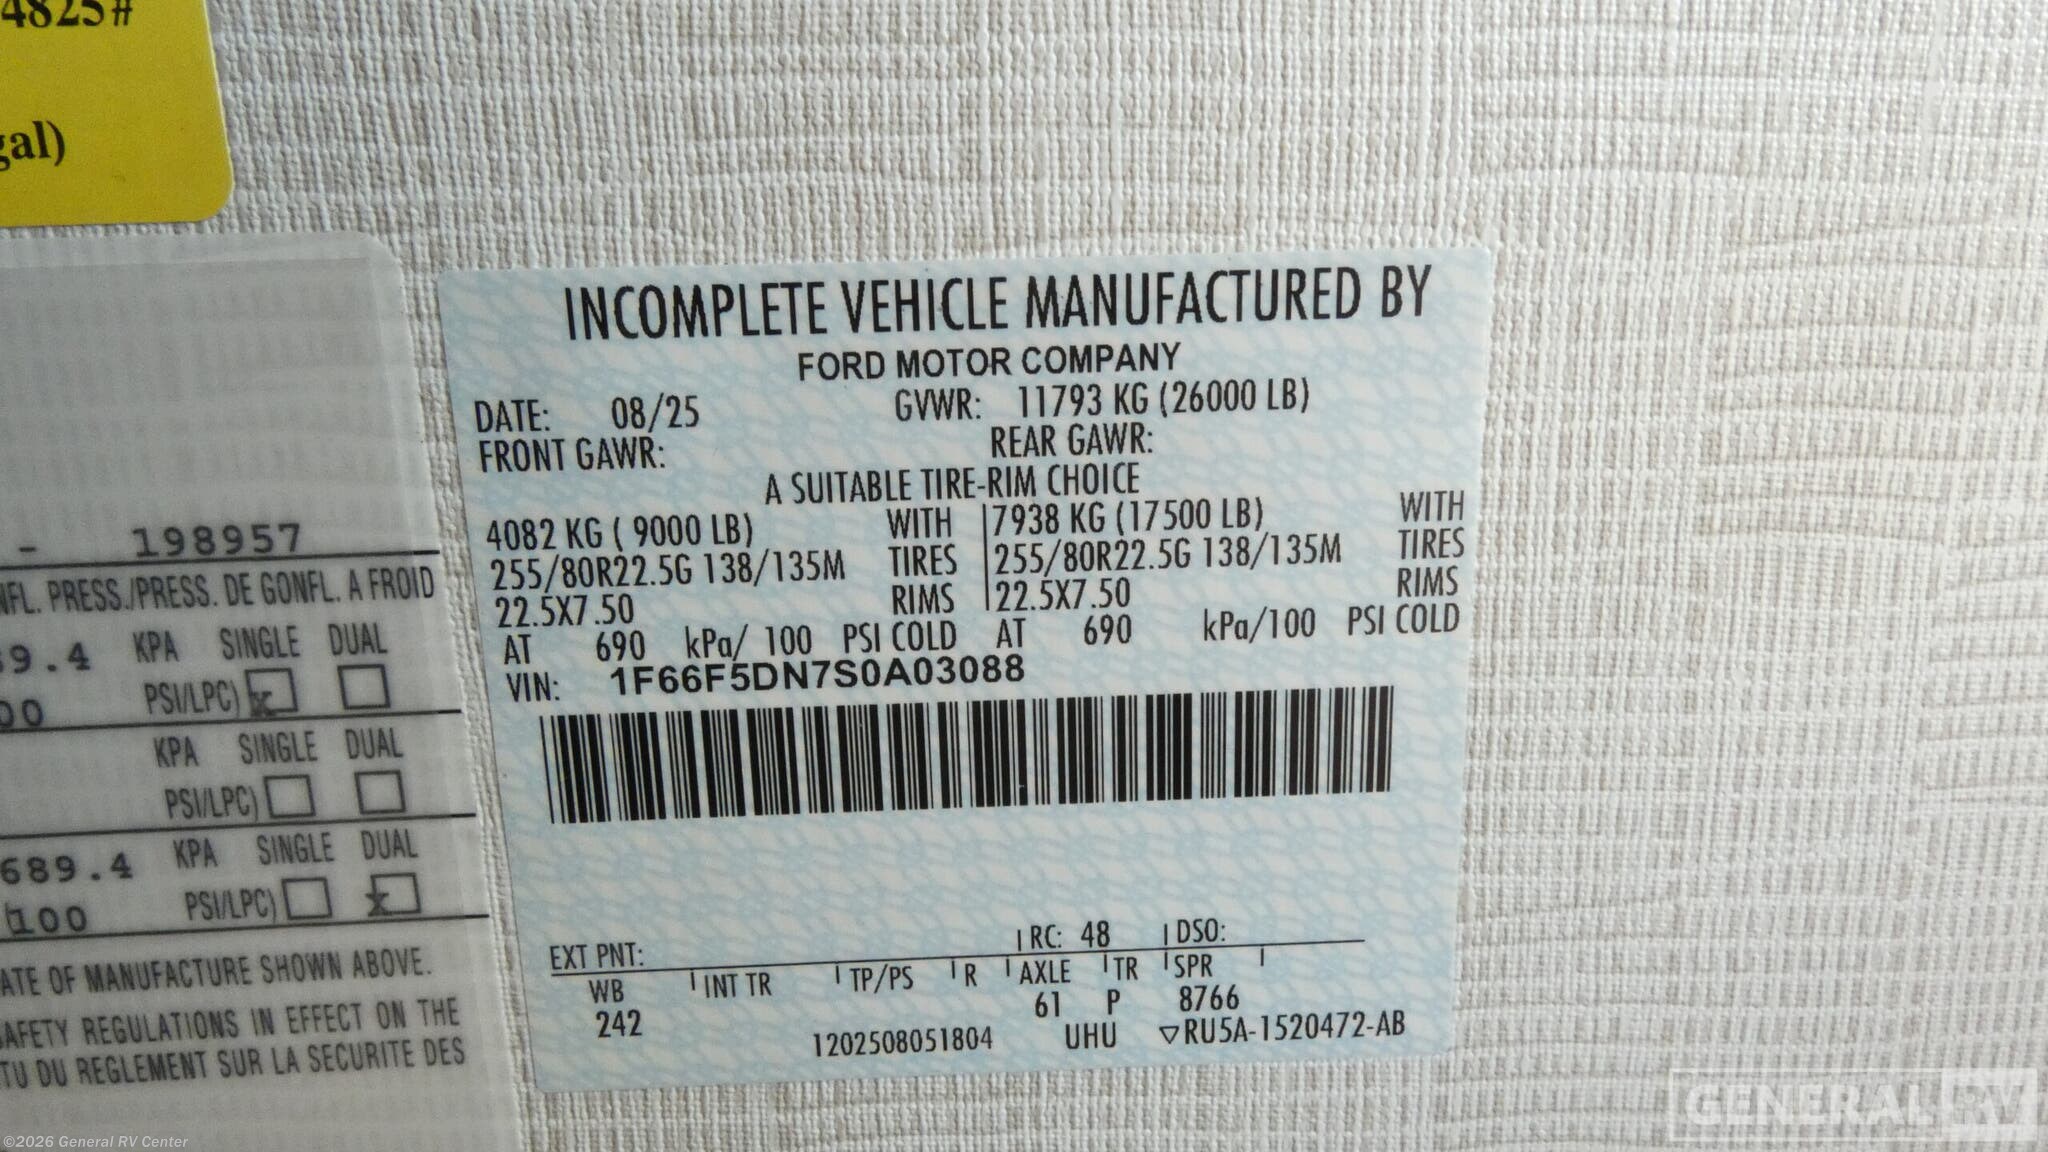 4825#
gal)
INCOMPLETE VEHICLE MANUFACTURED BY
FORD MOTOR COMPANY
DATE: 08/25 GVWR: 11793 KG (26000 LB)
FRONT GAWR: REAR GAWR:
A SUITABLE TIRE-RIM CHOICE
4082 KG ( 9000 LB) WITH 7938 KG (17500 LB) WITH
255/80R22.5G 138/135M TIRES 255/80R22.5G 138/135M TIRES
22.5X7.50 RIMS 22.5X7.50 RIMS
AT 690 kPa/ 100 PSI COLD AT 690 kPa/100 PSI COLD
VIN: 1F66F5DN7S0A03088
EXT PNT: RC: 48 DSO:
WB INT TR TP/PS R AXLE TR SPR
61 P 8766
242 1202508051804 UHU ▽RU5A-1520472-AB
- 198957
NFL. PRESS./PRESS. DE GONFL. A FROID
9.4 KPA SINGLE DUAL
00 PSI/LPC) x
KPA SINGLE DUAL
PSI/LPC)
689.4 KPA SINGLE DUAL
100 PSI/LPC) x
ATE OF MANUFACTURE SHOWN ABOVE.
SAFETY REGULATIONS IN EFFECT ON THE
TU DU REGLEMENT SUR LA SECURITE DES
©2026 General RV Center
GENERAL RV